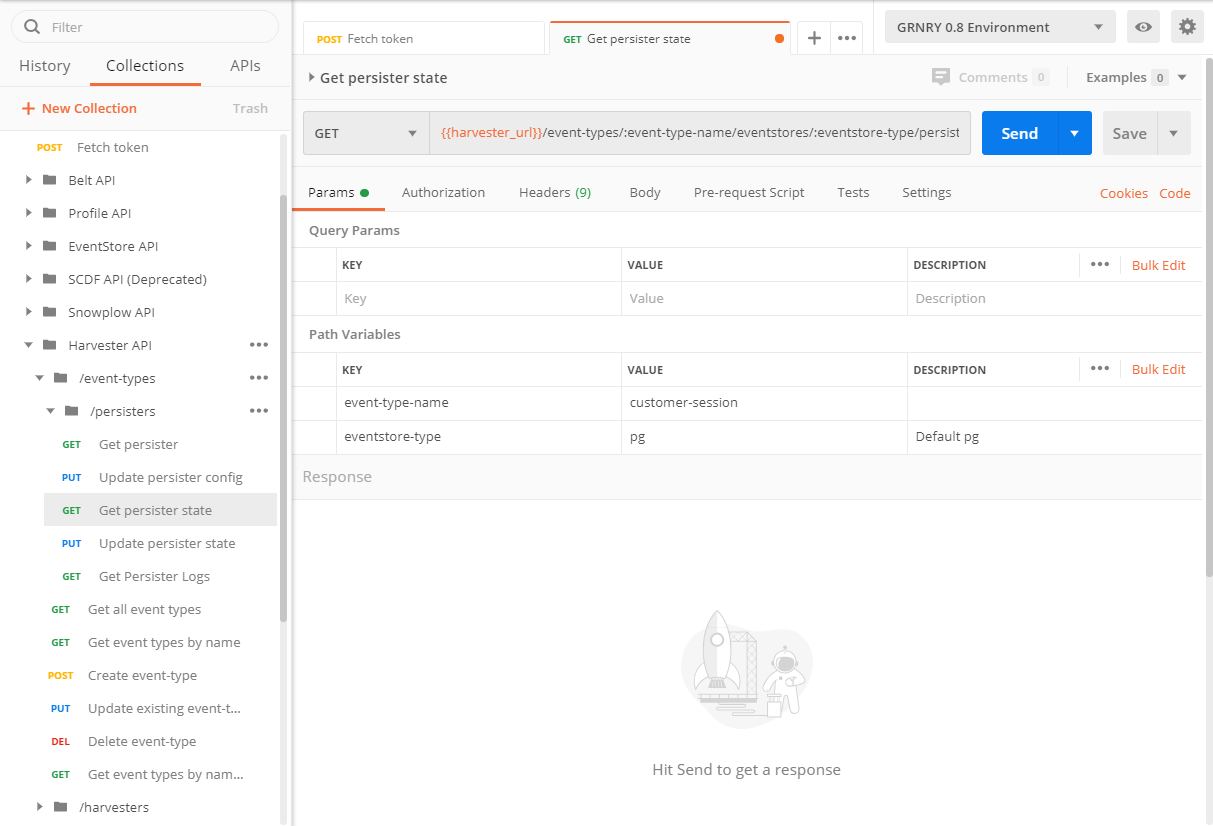 Filter
History Collections APIs
+ New Collection Trash
POST Fetch token
Belt API
Profile API
EventStore API
SCDF API (Deprecated)
Snowplow API
Harvester API •••
/event-types •••
/persisters •••
GET Get persister
PUT Update persister config
GET Get persister state
PUT Update persister state
GET Get Persister Logs
GET Get all event types
GET Get event types by name
POST Create event-type
PUT Update existing event-t...
DEL Delete event-type
GET Get event types by nam...
/harvesters
POST Fetch token
GET Get persister state
+ •••
GRNRY 0.8 Environment
Get persister state
Comments 0
Examples 0
GET
{{harvester_url}}/event-types/:event-type-name/eventstores/:eventstore-type/persist
Send
Save
Params Authorization Headers (9) Body Pre-request Script Tests Settings Cookies Code
Query Params
KEY VALUE DESCRIPTION ••• Bulk Edit
Key Value Description
Path Variables
KEY VALUE DESCRIPTION ••• Bulk Edit
event-type-name customer-session
eventstore-type pg Default pg
Response
Hit Send to get a response